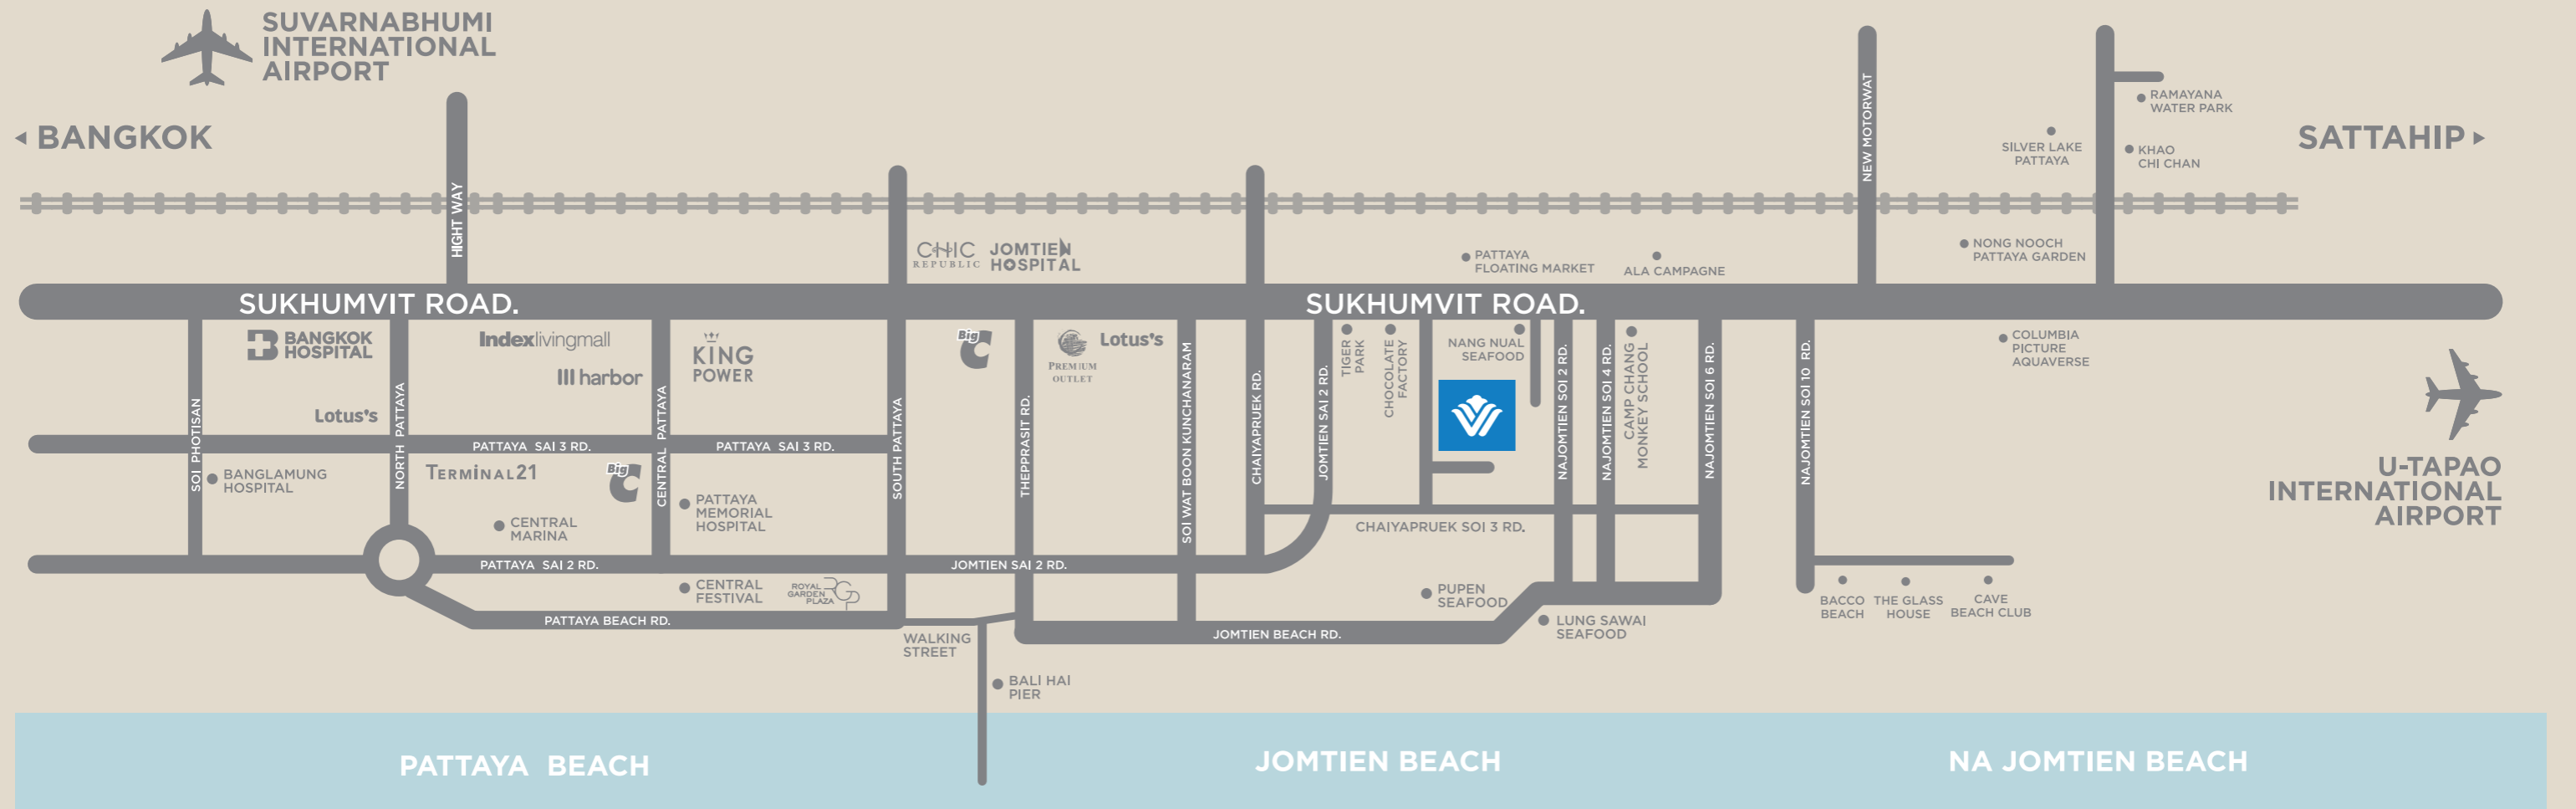 SUVARNABHUMI
INTERNATIONAL
AIRPORT
BANGKOK
SATTAHIP
HIGHT WAY
NEW MOTORWAT
RAMAYANA
WATER PARK
SILVER LAKE
PATTAYA
KHAO
CHI CHAN
CHIC
REPUBLIC
JOMTIEN
HOSPITAL
PATTAYA
FLOATING MARKET
ALA CAMPAGNE
NONG NOOCH
PATTAYA GARDEN
SUKHUMVIT ROAD.
SUKHUMVIT ROAD.
SOI PHOTISAN
BANGKOK
HOSPITAL
Lotus's
NORTH PATTAYA
Indexlivingmall
harbor
CENTRAL PATTAYA
KING
POWER
SOUTH PATTAYA
Big C
THEPPRASIT RD.
PREMIUM
OUTLET
Lotus's
SOI WAT BOON KUNCHANARAM
CHAIYAPRUEK RD.
JOMTIEN SAI 2 RD.
TIGER
PARK
CHOCOLATE
FACTORY
NANG NUAL
SEAFOOD
NAJOMTIEN SOI 2 RD.
NAJOMTIEN SOI 4 RD.
CAMP CHANG
MONKEY SCHOOL
NAJOMTIEN SOI 6 RD.
NAJOMTIEN SOI 10 RD.
COLUMBIA
PICTURE
AQUAVERSE
U-TAPAO
INTERNATIONAL
AIRPORT
PATTAYA SAI 3 RD.
PATTAYA SAI 3 RD.
BANGLAMUNG
HOSPITAL
TERMINAL21
Big C
CENTRAL
MARINA
PATTAYA
MEMORIAL
HOSPITAL
CHAIYAPRUEK SOI 3 RD.
PATTAYA SAI 2 RD.
JOMTIEN SAI 2 RD.
CENTRAL
FESTIVAL
ROYAL
GARDEN
PLAZA
RGP
PUPEN
SEAFOOD
BACCO
BEACH
THE GLASS
HOUSE
CAVE
BEACH CLUB
PATTAYA BEACH RD.
WALKING
STREET
JOMTIEN BEACH RD.
LUNG SAWAI
SEAFOOD
BALI HAI
PIER
PATTAYA BEACH
JOMTIEN BEACH
NA JOMTIEN BEACH